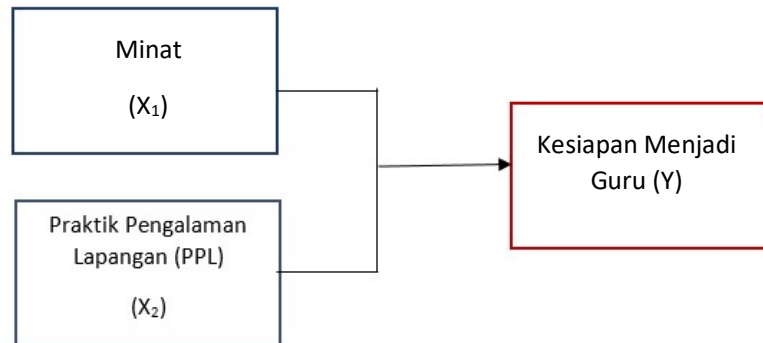 Minat
(X₁)
Kesiapan Menjadi
Guru (Y)
Praktik Pengalaman
Lapangan (PPL)
(X₂)